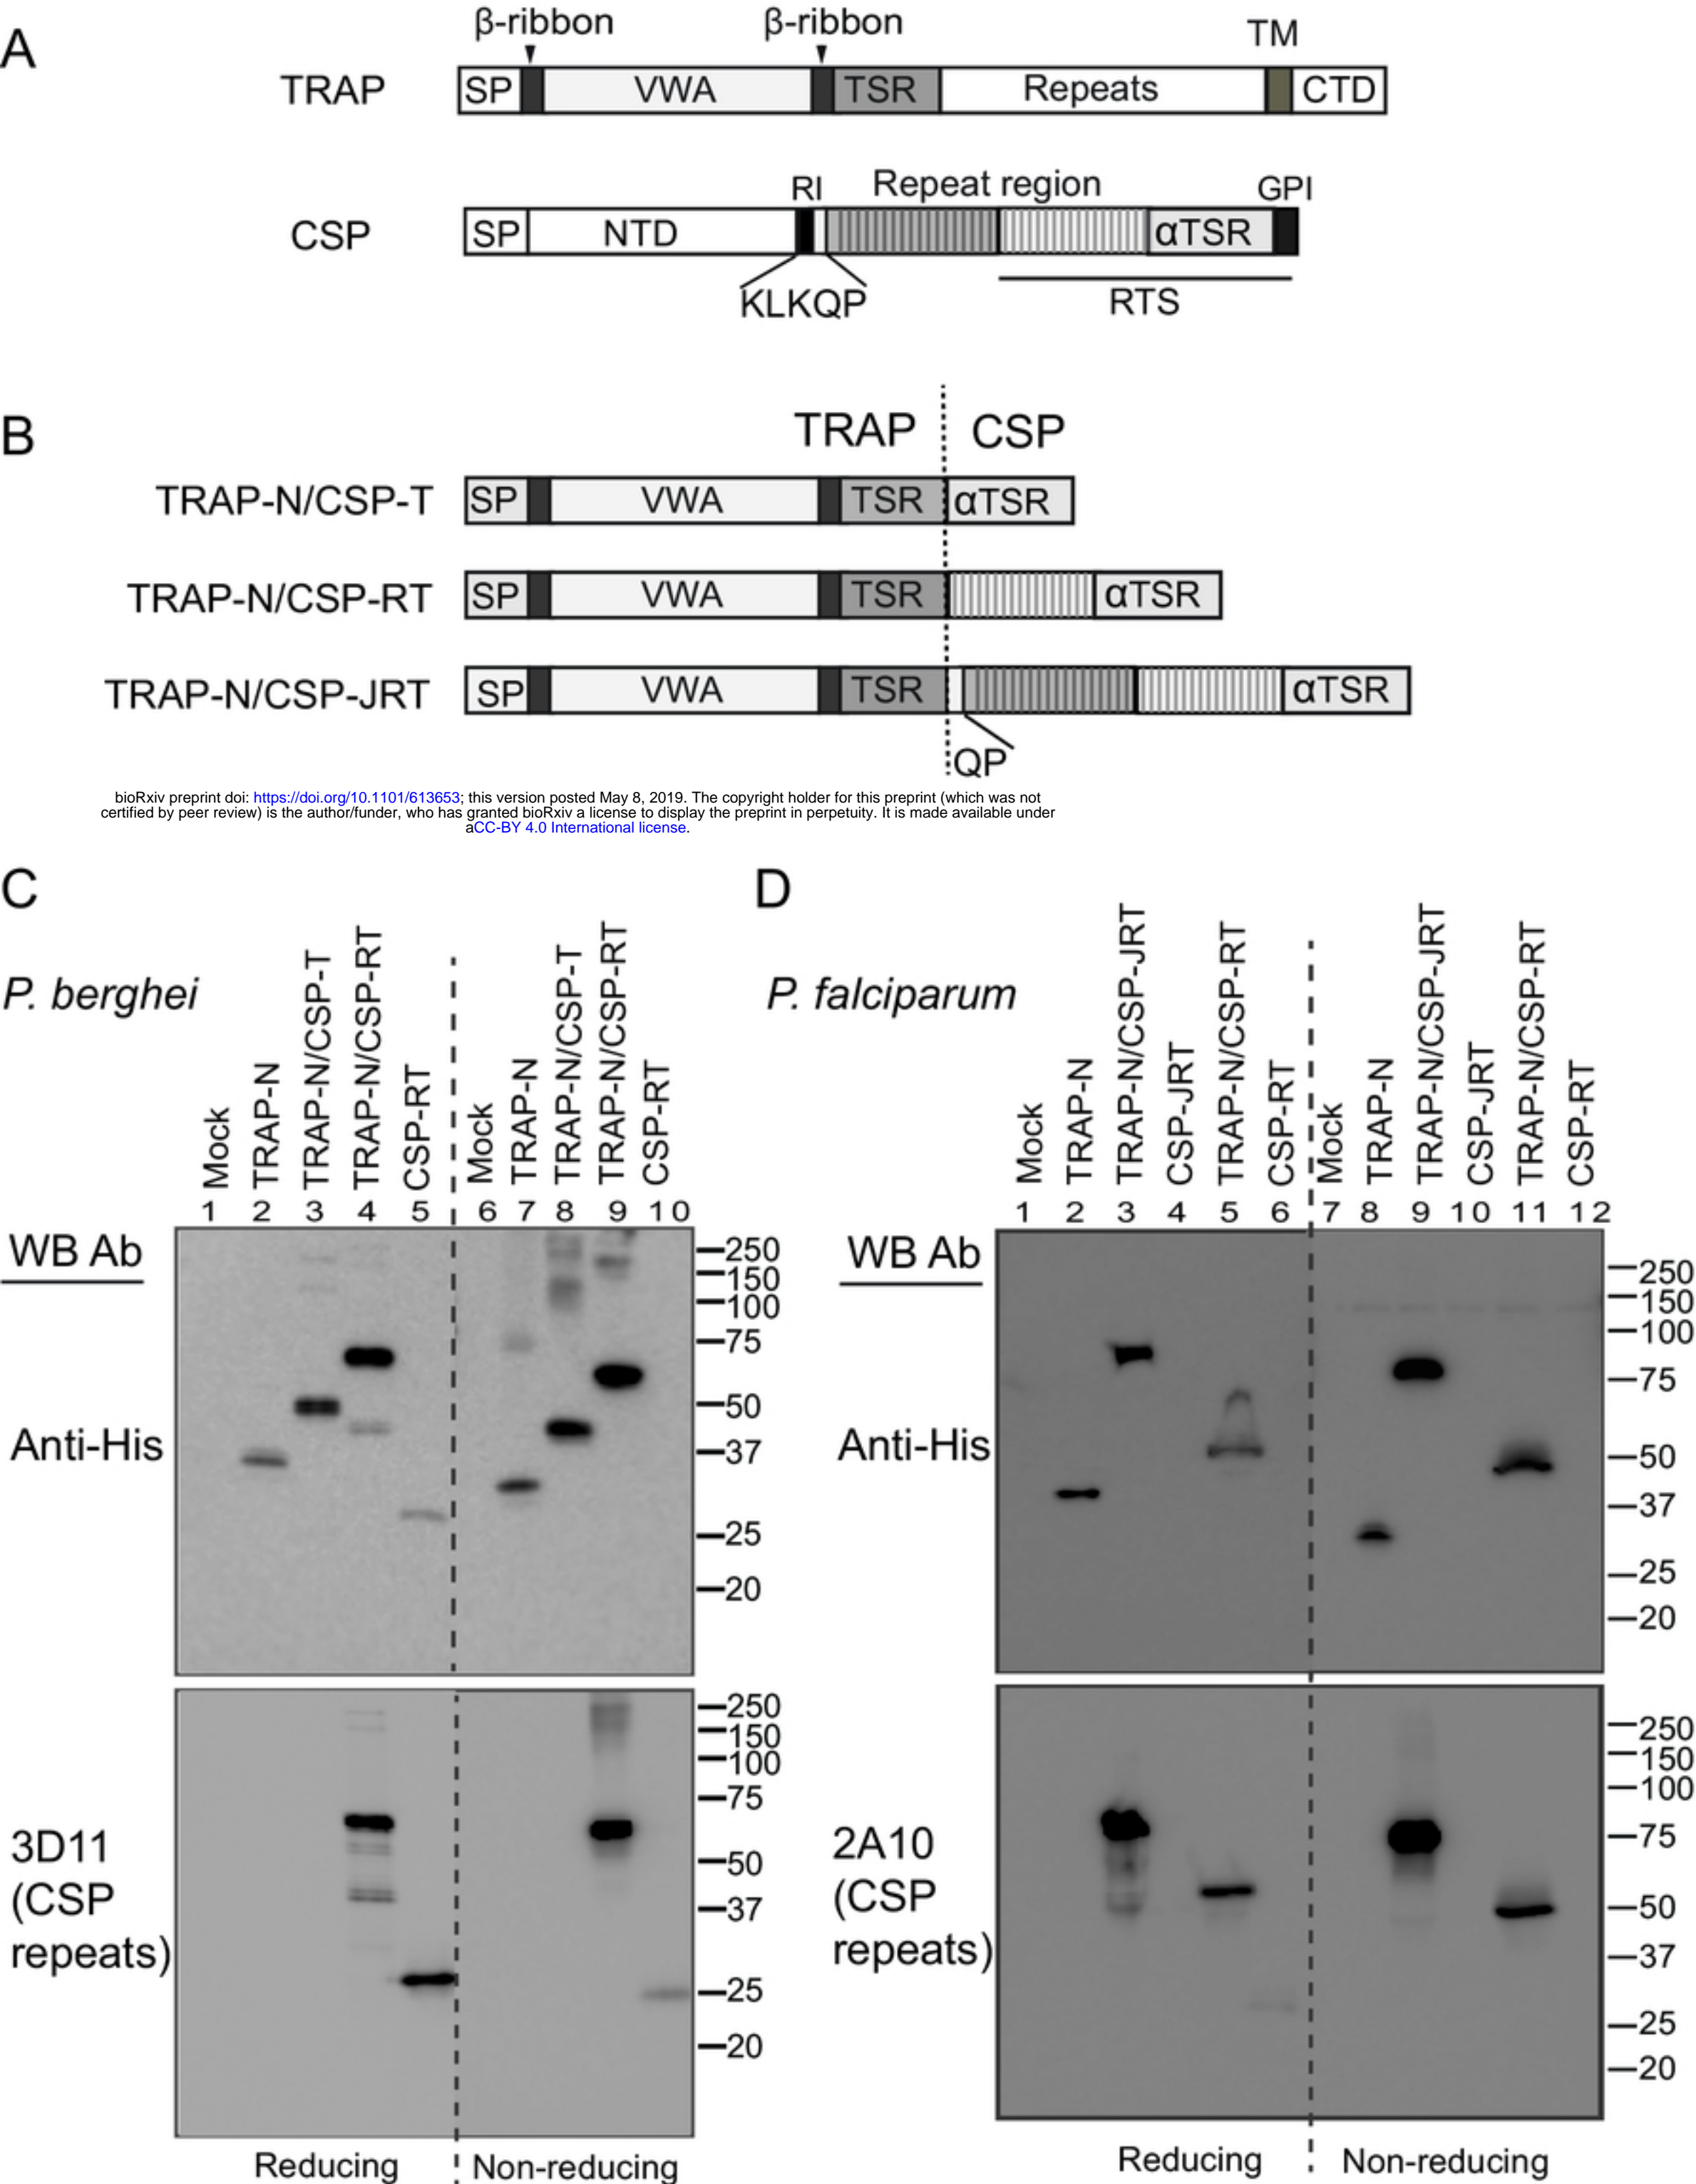 A
β-ribbon
β-ribbon
TM
TRAP
SP
VWA
TSR
Repeats
CTD
RI
Repeat region
GPI
CSP
SP
NTD
αTSR
KLKQP
RTS
B
TRAP
CSP
TRAP-N/CSP-T
SP
VWA
TSR
αTSR
TRAP-N/CSP-RT
SP
VWA
TSR
αTSR
TRAP-N/CSP-JRT
SP
VWA
TSR
αTSR
QP
bioRxiv preprint doi: https://doi.org/10.1101/613653; this version posted May 8, 2019. The copyright holder for this preprint (which was not
certified by peer review) is the author/funder, who has granted bioRxiv a license to display the preprint in perpetuity. It is made available under
aCC-BY 4.0 International license.
C
P. berghei
Mock
TRAP-N
TRAP-N/CSP-T
TRAP-N/CSP-RT
CSP-RT
Mock
TRAP-N
TRAP-N/CSP-T
TRAP-N/CSP-RT
CSP-RT
1 2 3 4 5 6 7 8 9 10
WB Ab
Anti-His
250
150
100
75
50
37
25
20
3D11
(CSP
repeats)
250
150
100
75
50
37
25
20
Reducing
Non-reducing
D
P. falciparum
Mock
TRAP-N
TRAP-N/CSP-JRT
CSP-JRT
TRAP-N/CSP-RT
CSP-RT
Mock
TRAP-N
TRAP-N/CSP-JRT
CSP-JRT
TRAP-N/CSP-RT
CSP-RT
1 2 3 4 5 6 7 8 9 10 11 12
WB Ab
Anti-His
250
150
100
75
50
37
25
20
2A10
(CSP
repeats)
250
150
100
75
50
37
25
20
Reducing
Non-reducing